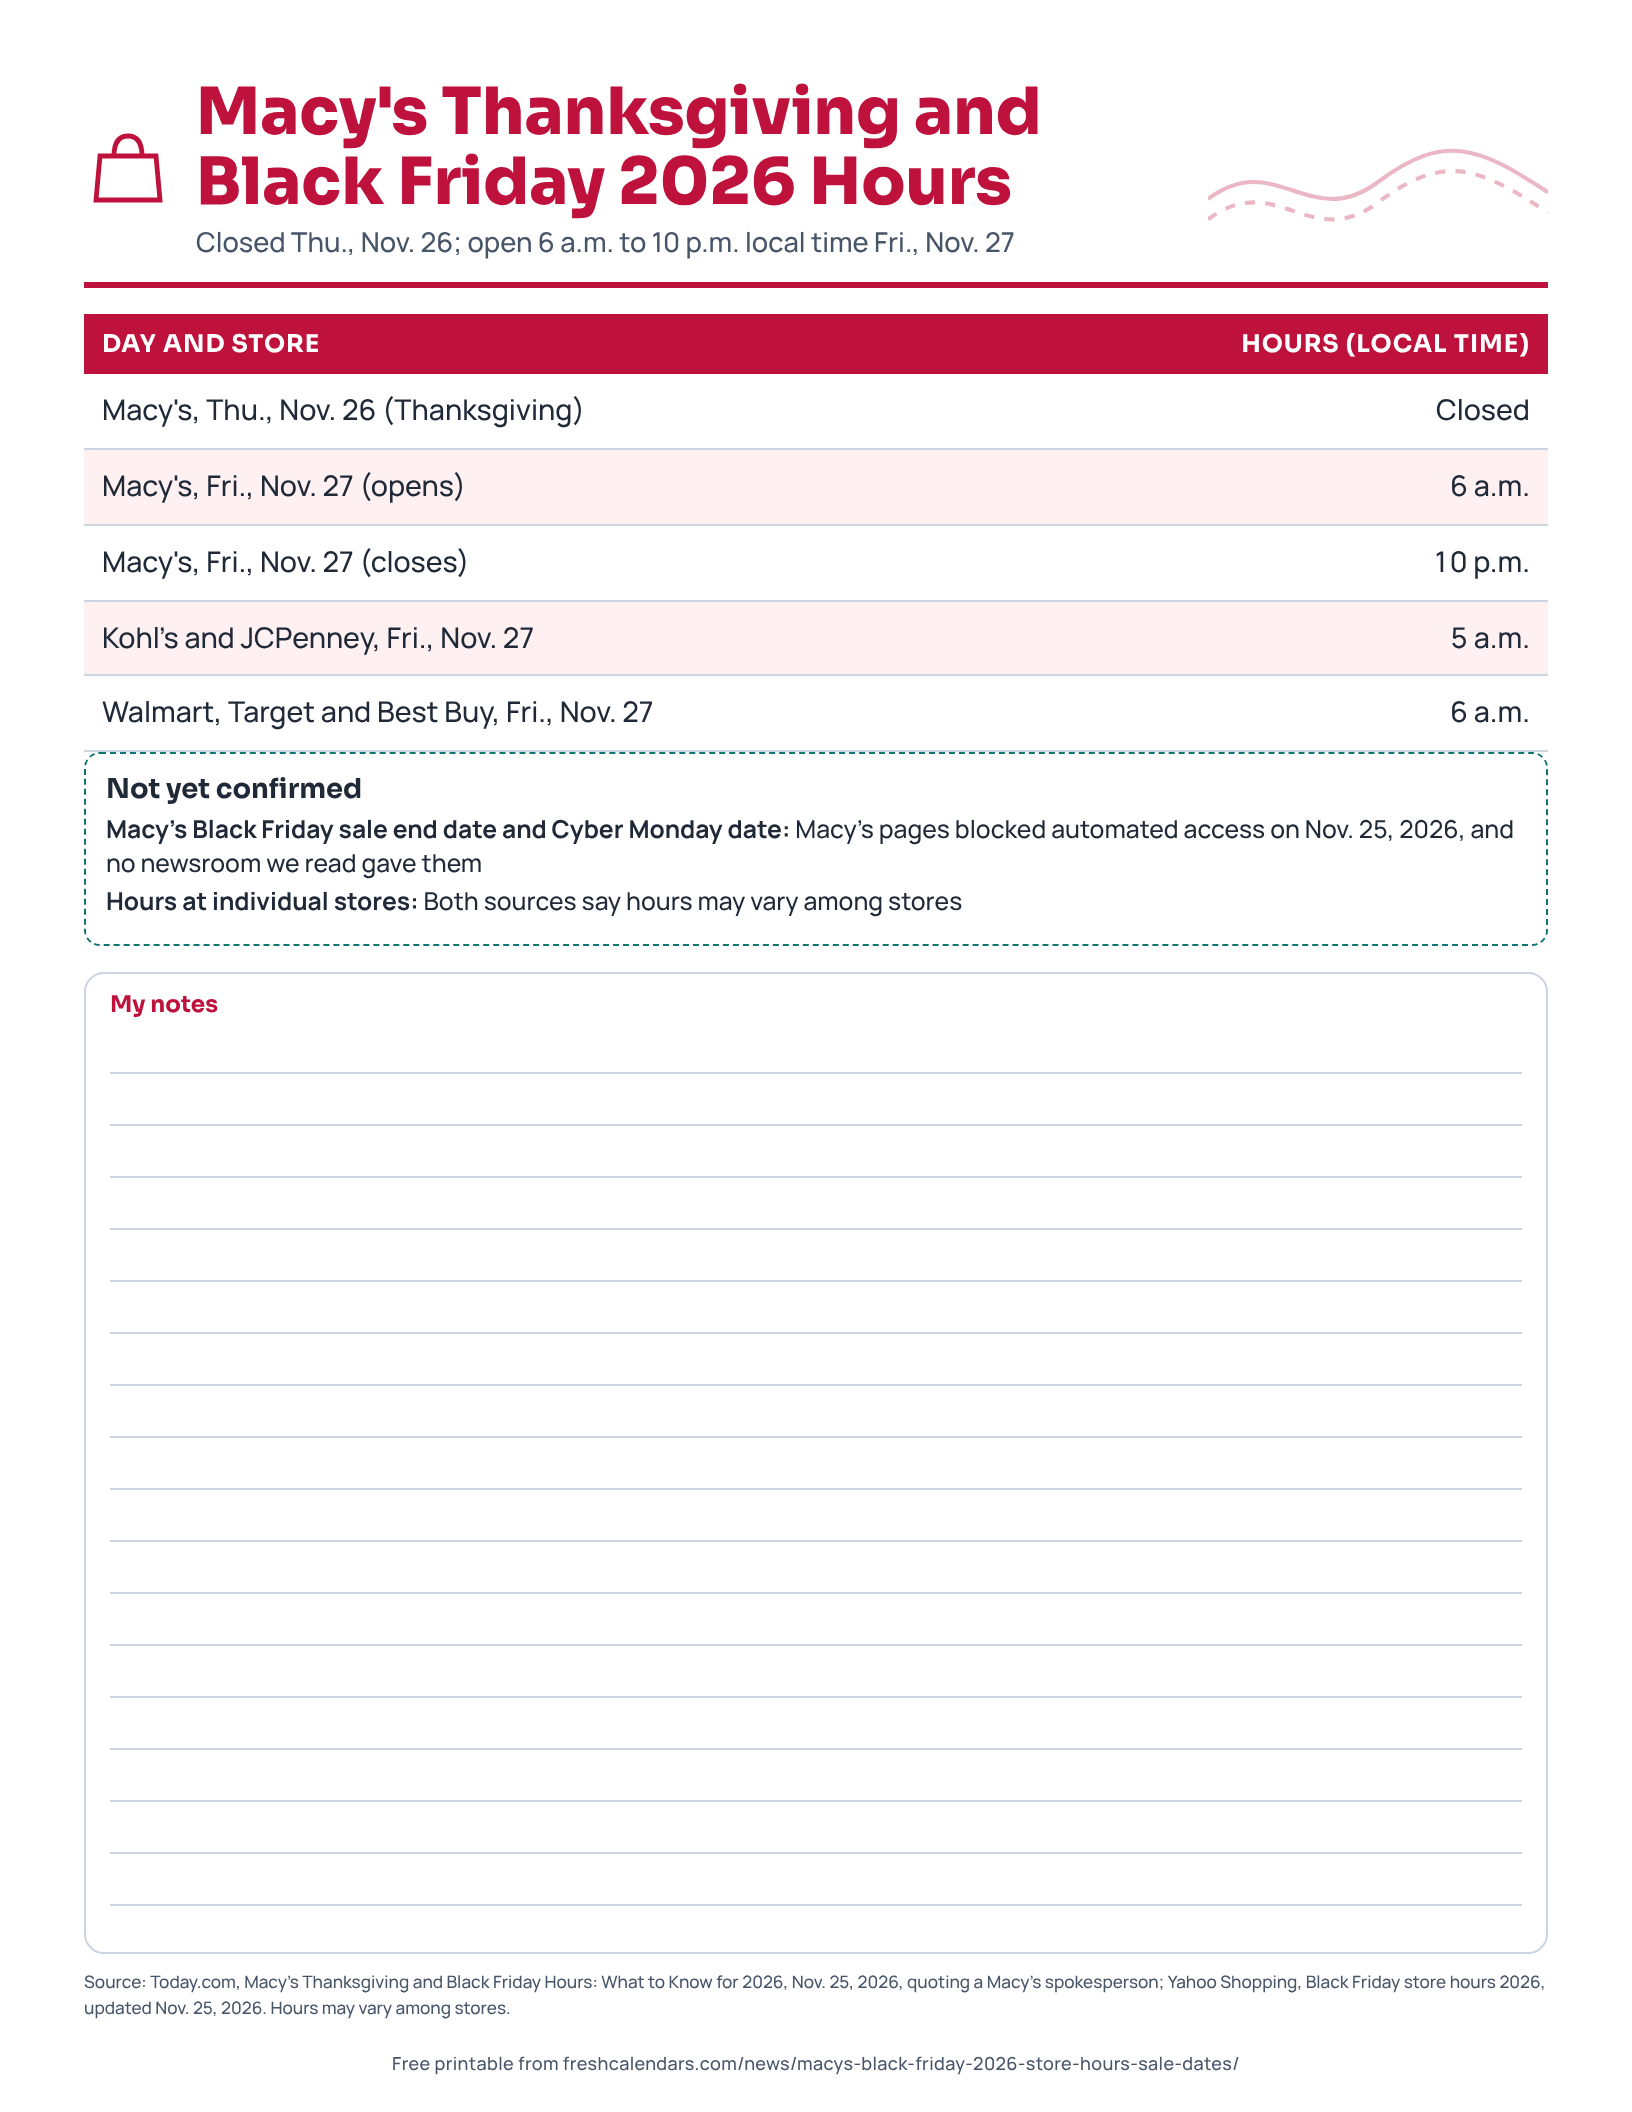 Macy's Thanksgiving and
Black Friday 2026 Hours
Closed Thu., Nov. 26; open 6 a.m. to 10 p.m. local time Fri., Nov. 27
DAY AND STORE HOURS (LOCAL TIME)
Macy's, Thu., Nov. 26 (Thanksgiving) Closed
Macy's, Fri., Nov. 27 (opens) 6 a.m.
Macy's, Fri., Nov. 27 (closes) 10 p.m.
Kohl’s and JCPenney, Fri., Nov. 27 5 a.m.
Walmart, Target and Best Buy, Fri., Nov. 27 6 a.m.
Not yet confirmed
Macy’s Black Friday sale end date and Cyber Monday date: Macy’s pages blocked automated access on Nov. 25, 2026, and
no newsroom we read gave them
Hours at individual stores: Both sources say hours may vary among stores
My notes
Source: Today.com, Macy’s Thanksgiving and Black Friday Hours: What to Know for 2026, Nov. 25, 2026, quoting a Macy’s spokesperson; Yahoo Shopping, Black Friday store hours 2026,
updated Nov. 25, 2026. Hours may vary among stores.
Free printable from freshcalendars.com/news/macys-black-friday-2026-store-hours-sale-dates/